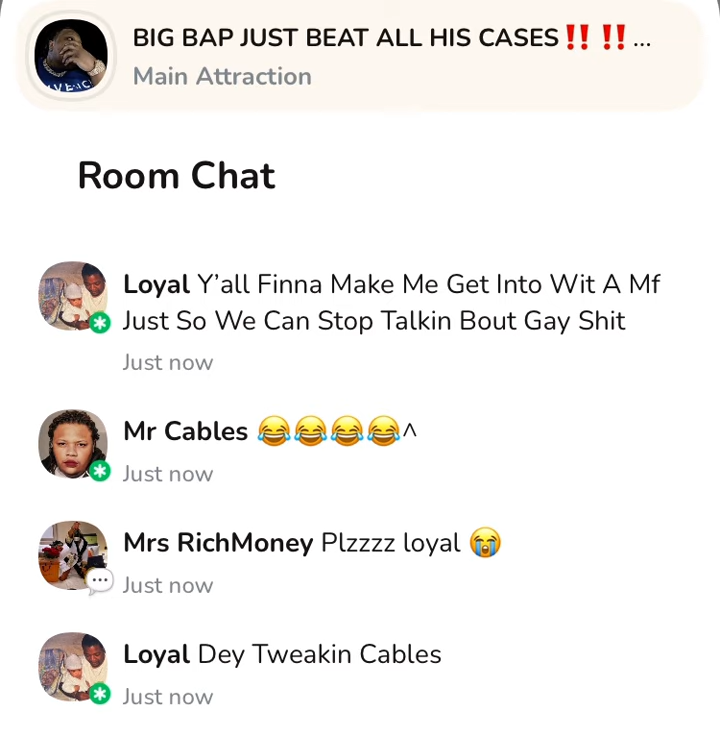 BIG BAP JUST BEAT ALL HIS CASES‼️ ‼️...
Main Attraction
Room Chat
Loyal Y’all Finna Make Me Get Into Wit A Mf
Just So We Can Stop Talkin Bout Gay Shit
Just now
Mr Cables 😂😂😂😂^
Just now
Mrs RichMoney Plzzzz loyal 😭
Just now
Loyal Dey Tweakin Cables
Just now